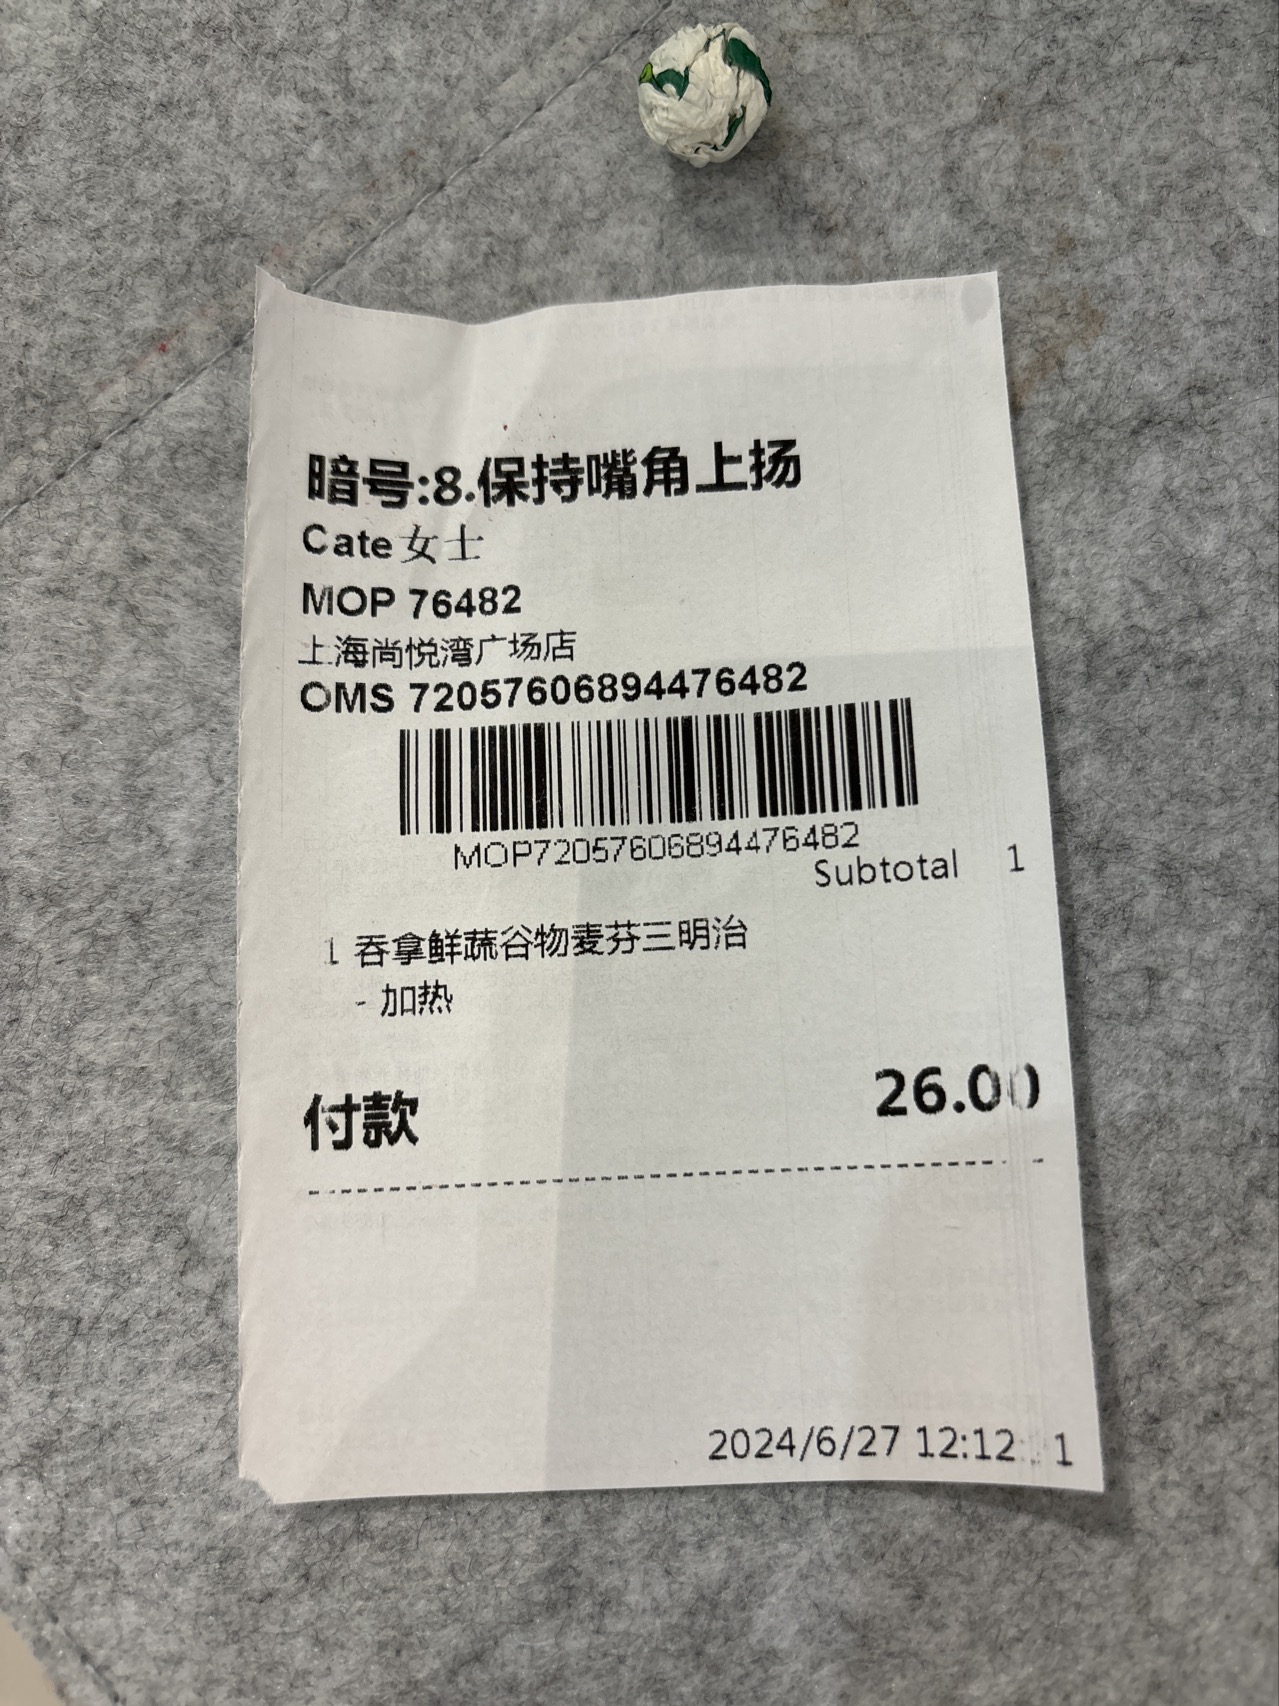 暗号:8.保持嘴角上扬
Cate女士
MOP 76482
上海尚悦湾广场店
OMS 72057606894476482
MOP72057606894476482
Subtotal 1
1 吞拿鲜蔬谷物麦芬三明治
- 加热
付款 26.00
2024/6/27 12:12